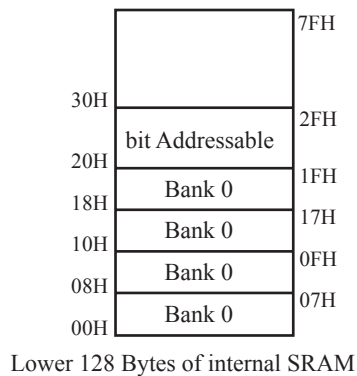 7FH
30H
2FH
bit Addressable
20H
1FH
Bank 0
18H
17H
Bank 0
10H
0FH
Bank 0
08H
07H
Bank 0
00H
Lower 128 Bytes of internal SRAM